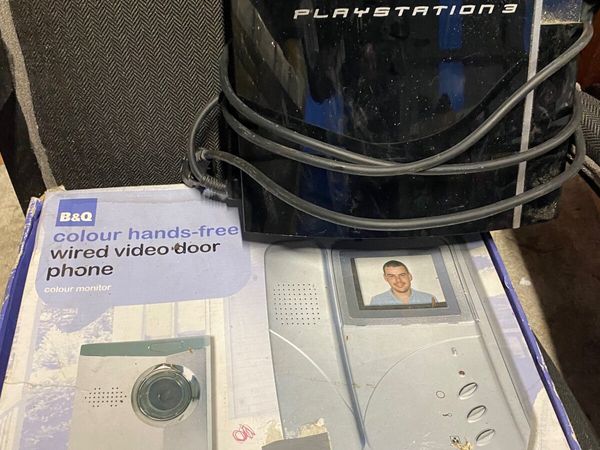 PLAYSTATION 3
B&Q
colour hands-free
wired video door
phone
colour monitor